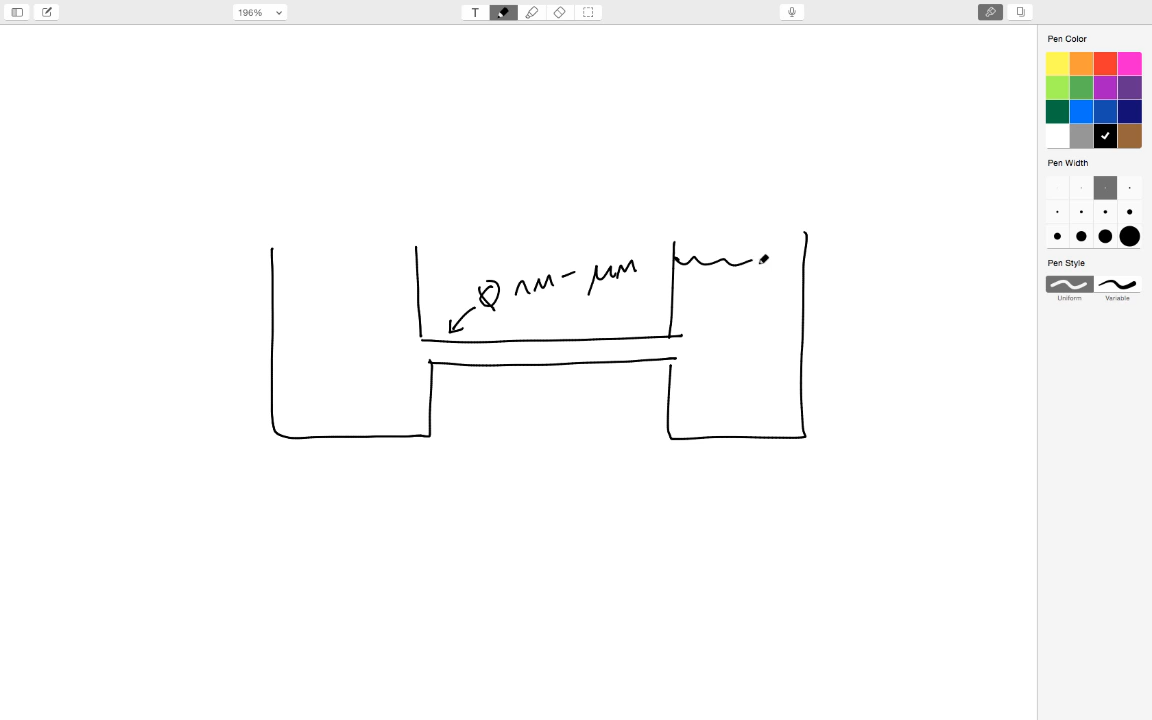 196%
T
Pen Color
Ø nm - μm
Pen Width
Pen Style
Uniform
Variable